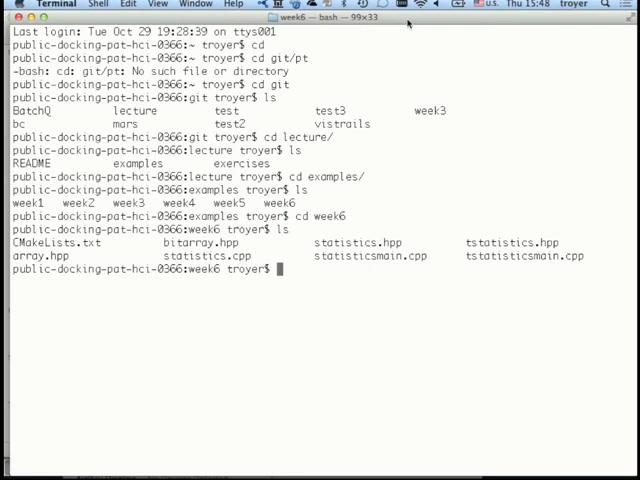 Terminal Shell Edit View Window Help U.S. Thu 15:48 troyer
week6 — bash — 99×33
Last login: Tue Oct 29 19:28:39 on ttys001
public-docking-pat-hci-0366:~ troyer$ cd
public-docking-pat-hci-0366:~ troyer$ cd git/pt
-bash: cd: git/pt: No such file or directory
public-docking-pat-hci-0366:~ troyer$ cd git
public-docking-pat-hci-0366:git troyer$ ls
BatchQ lecture test test3 week3
bc mars test2 vistrails
public-docking-pat-hci-0366:git troyer$ cd lecture/
public-docking-pat-hci-0366:lecture troyer$ ls
README examples exercises
public-docking-pat-hci-0366:lecture troyer$ cd examples/
public-docking-pat-hci-0366:examples troyer$ ls
week1 week2 week3 week4 week5 week6
public-docking-pat-hci-0366:examples troyer$ cd week6
public-docking-pat-hci-0366:week6 troyer$ ls
CMakeLists.txt bitarray.hpp statistics.hpp tstatistics.hpp
array.hpp statistics.cpp statisticsmain.cpp tstatisticsmain.cpp
public-docking-pat-hci-0366:week6 troyer$